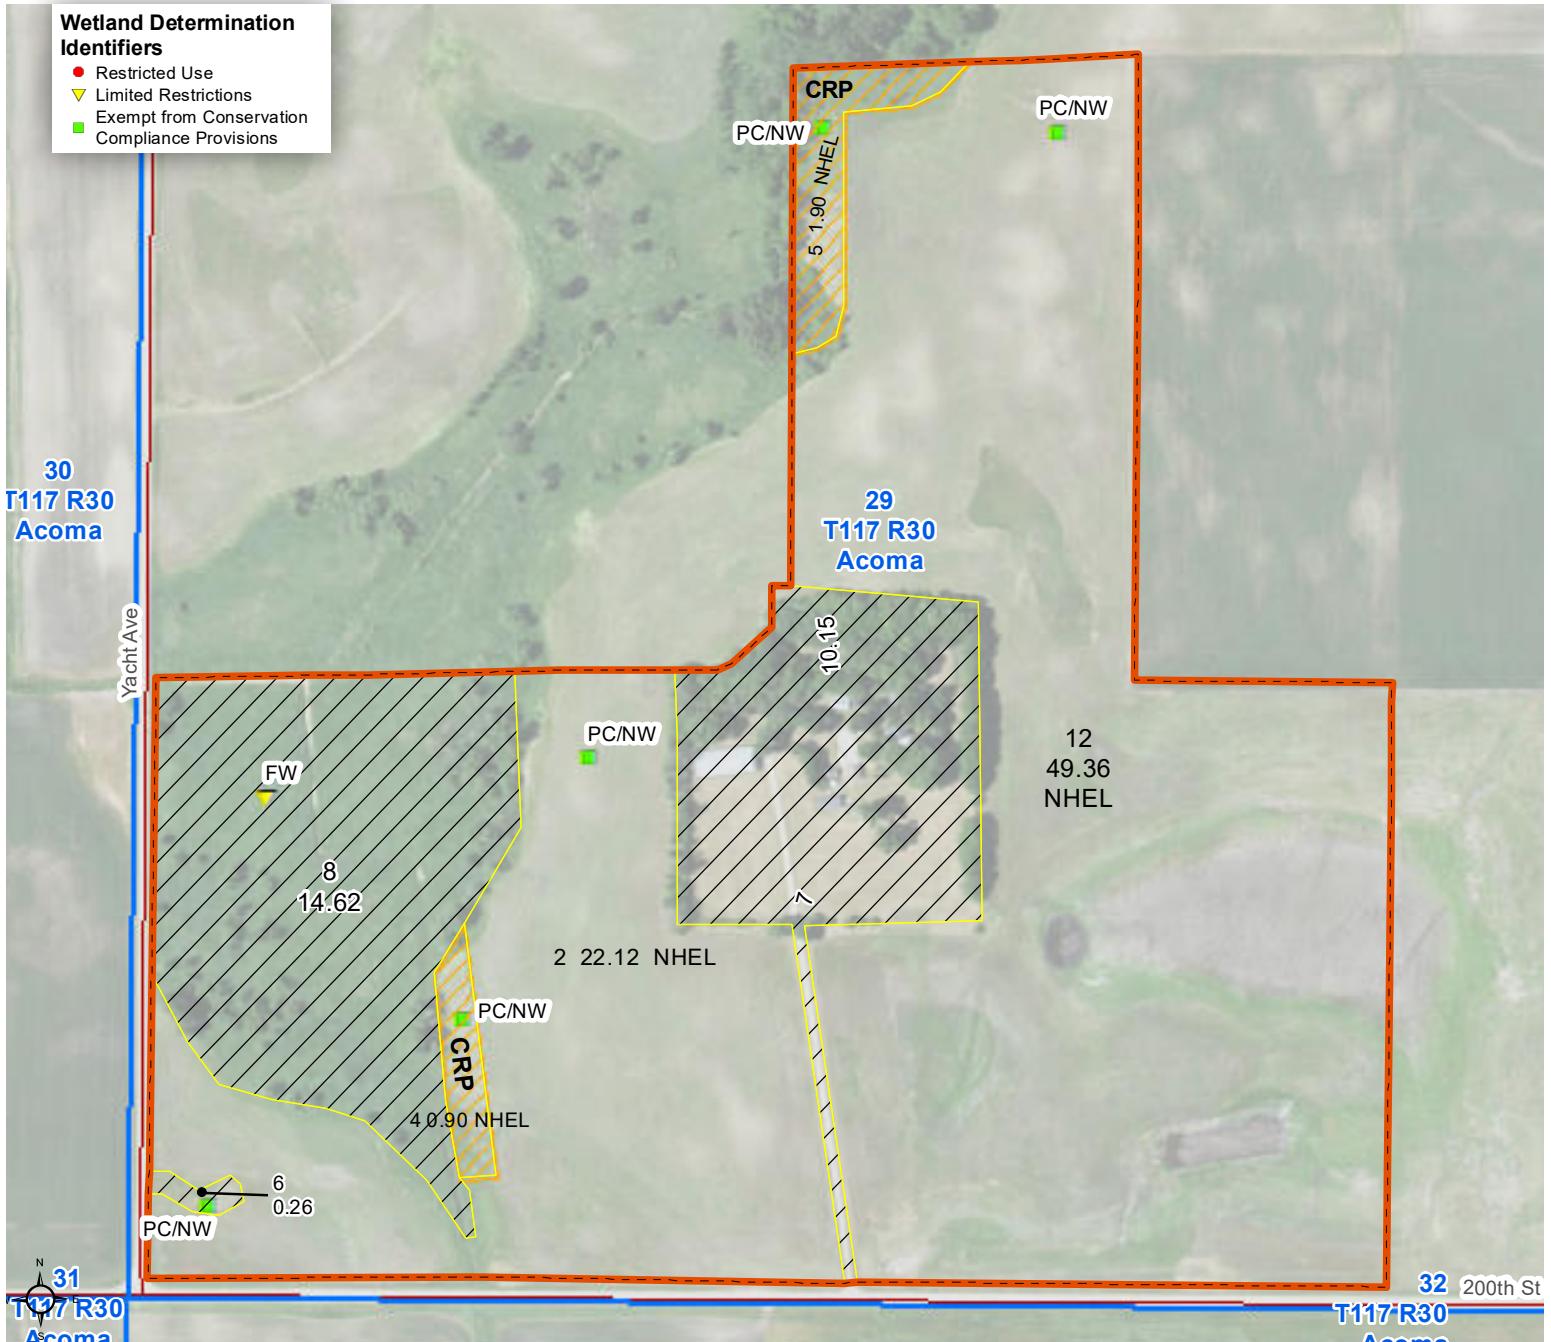 Wetland Determination
Identifiers
Restricted Use
Limited Restrictions
Exempt from Conservation
Compliance Provisions
CRP
PC/NW
PC/NW
5 1.90 NHEL
30
T117 R30
Acoma
29
T117 R30
Acoma
Yacht Ave
10.15
PC/NW
12
49.36
NHEL
FW
8
14.62
7
2 22.12 NHEL
PC/NW
CRP
4 0.90 NHEL
6
0.26
PC/NW
N
31
T117 R30
Acoma
S
32
200th St
T117 R30
Acoma